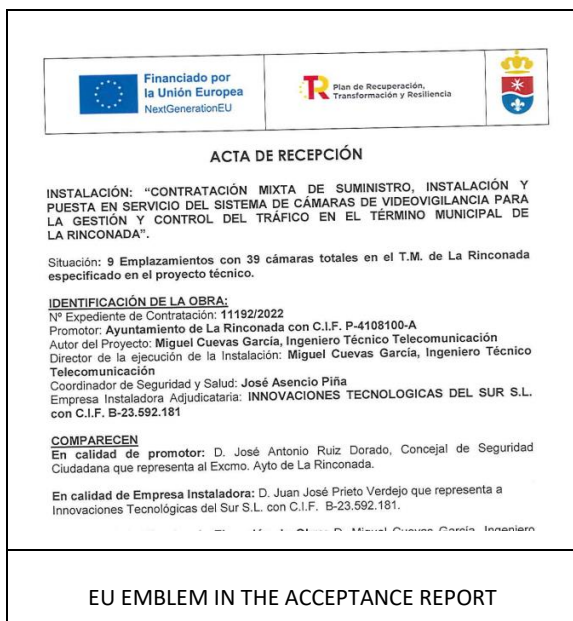 Financiado por
la Unión Europea
NextGenerationEU
Plan de Recuperación,
Transformación y Resiliencia
ACTA DE RECEPCIÓN
INSTALACIÓN: “CONTRATACIÓN MIXTA DE SUMINISTRO, INSTALACIÓN Y
PUESTA EN SERVICIO DEL SISTEMA DE CÁMARAS DE VIDEOVIGILANCIA PARA
LA GESTIÓN Y CONTROL DEL TRÁFICO EN EL TÉRMINO MUNICIPAL DE
LA RINCONADA”.
Situación: 9 Emplazamientos con 39 cámaras totales en el T.M. de La Rinconada
especificado en el proyecto técnico.
IDENTIFICACIÓN DE LA OBRA:
Nº Expediente de Contratación: 11192/2022
Promotor: Ayuntamiento de La Rinconada con C.I.F. P-4108100-A
Autor del Proyecto: Miguel Cuevas García, Ingeniero Técnico Telecomunicación
Director de la ejecución de la Instalación: Miguel Cuevas García, Ingeniero Técnico
Telecomunicación
Coordinador de Seguridad y Salud: José Asencio Piña
Empresa Instaladora Adjudicataria: INNOVACIONES TECNOLOGICAS DEL SUR S.L.
con C.I.F. B-23.592.181
COMPARECEN
En calidad de promotor: D. José Antonio Ruiz Dorado, Concejal de Seguridad
Ciudadana que representa al Excmo. Ayto de La Rinconada.
En calidad de Empresa Instaladora: D. Juan José Prieto Verdejo que representa a
Innovaciones Tecnológicas del Sur S.L. con C.I.F. B-23.592.181.
D. Miguel Cuevas García, Ingeniero
EU EMBLEM IN THE ACCEPTANCE REPORT